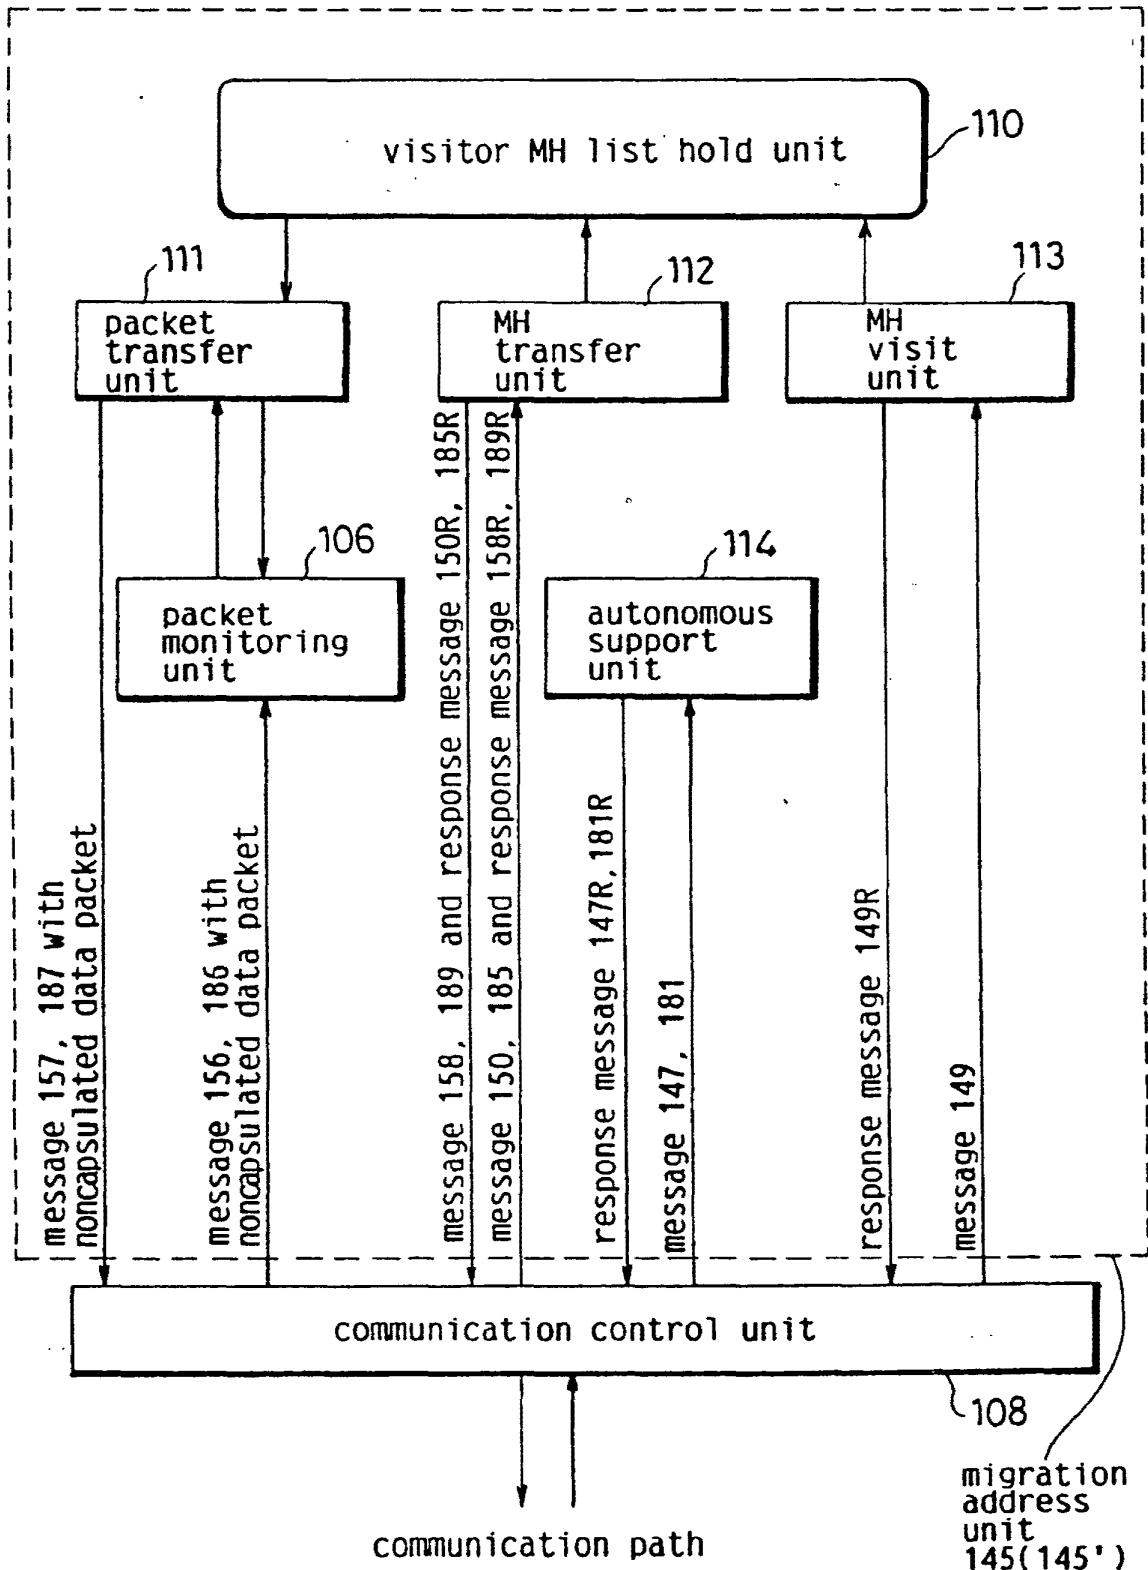 110
visitor MH list hold unit
111
112
113
packet
transfer
unit
MH
transfer
unit
MH
visit
unit
106
114
packet
monitoring
unit
autonomous
support
unit
message 157, 187 with
noncapsulated data packet
message 156, 186 with
noncapsulated data packet
message 158, 189 and response message 150R, 185R
message 150, 185 and response message 158R, 189R
response message 147R,181R
message 147, 181
response message 149R
message 149
communication control unit
108
migration
address
unit
145(145')
communication path